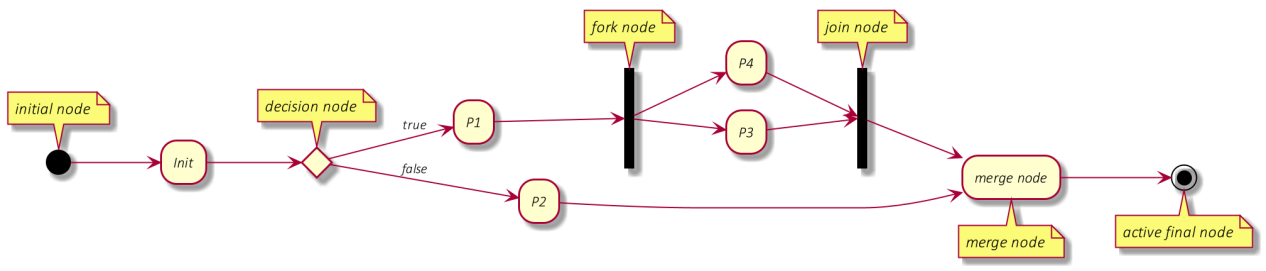 fork node
join node
P4
initial node
decision node
true
P1
P3
Init
false
P2
merge node
merge node
active final node